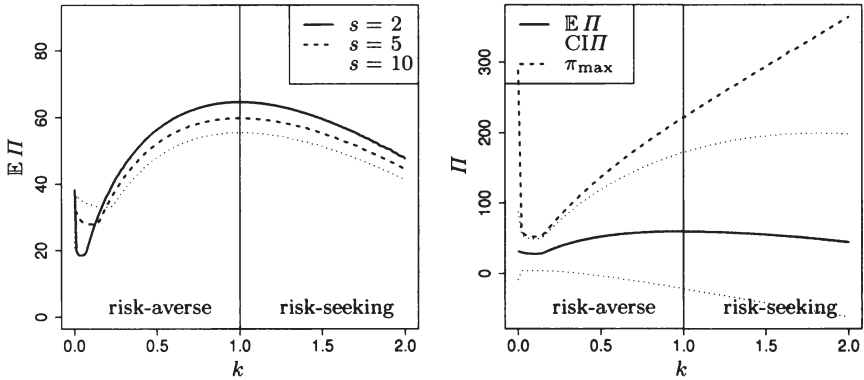 s = 2
s = 5
s = 10
80
60
40
20
0
𝔼 Π
risk-averse
risk-seeking
0.0 0.5 1.0 1.5 2.0
k
𝔼 Π
CIΠ
π_max
300
200
100
0
Π
risk-averse
risk-seeking
0.0 0.5 1.0 1.5 2.0
k